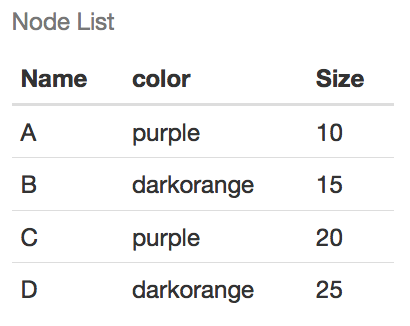 Node List
Name color Size
A purple 10
B darkorange 15
C purple 20
D darkorange 25